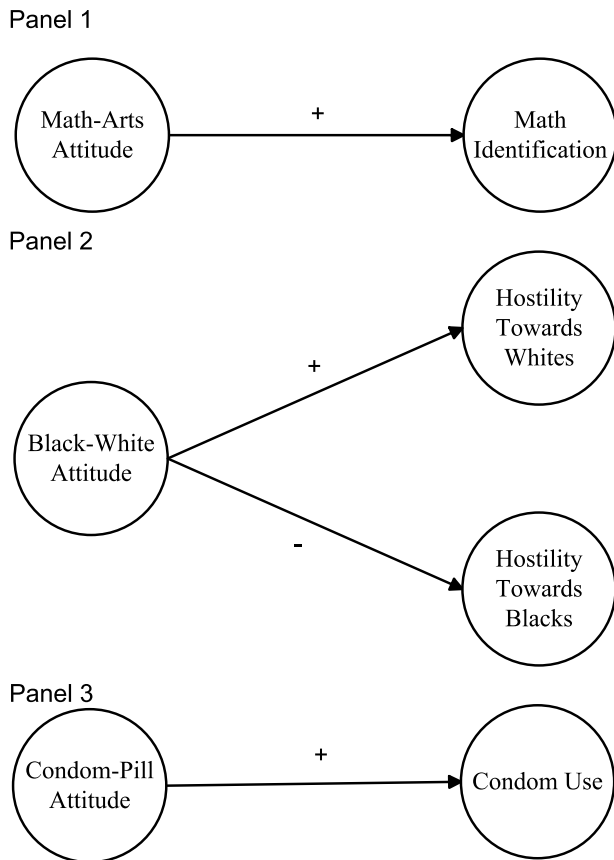 Panel 1
Math-Arts
Attitude
+
Math
Identification
Panel 2
Black-White
Attitude
+
-
Hostility
Towards
Whites
Hostility
Towards
Blacks
Panel 3
Condom-Pill
Attitude
+
Condom Use